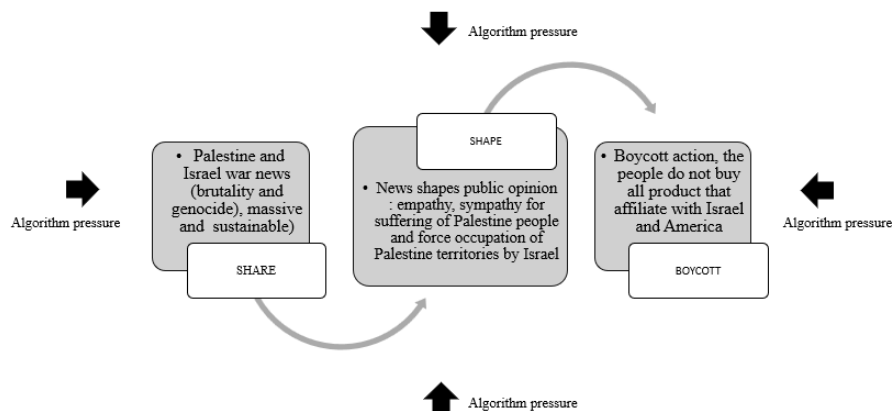 Algorithm pressure
SHAPE
• Palestine and
Israel war news
(brutality and
genocide), massive
and sustainable)
SHARE
• News shapes public opinion
: empathy, sympathy for
suffering of Palestine people
and force occupation of
Palestine territories by Israel
• Boycott action, the
people do not buy
all product that
affiliate with Israel
and America
BOYCOTT
Algorithm pressure
Algorithm pressure
Algorithm pressure